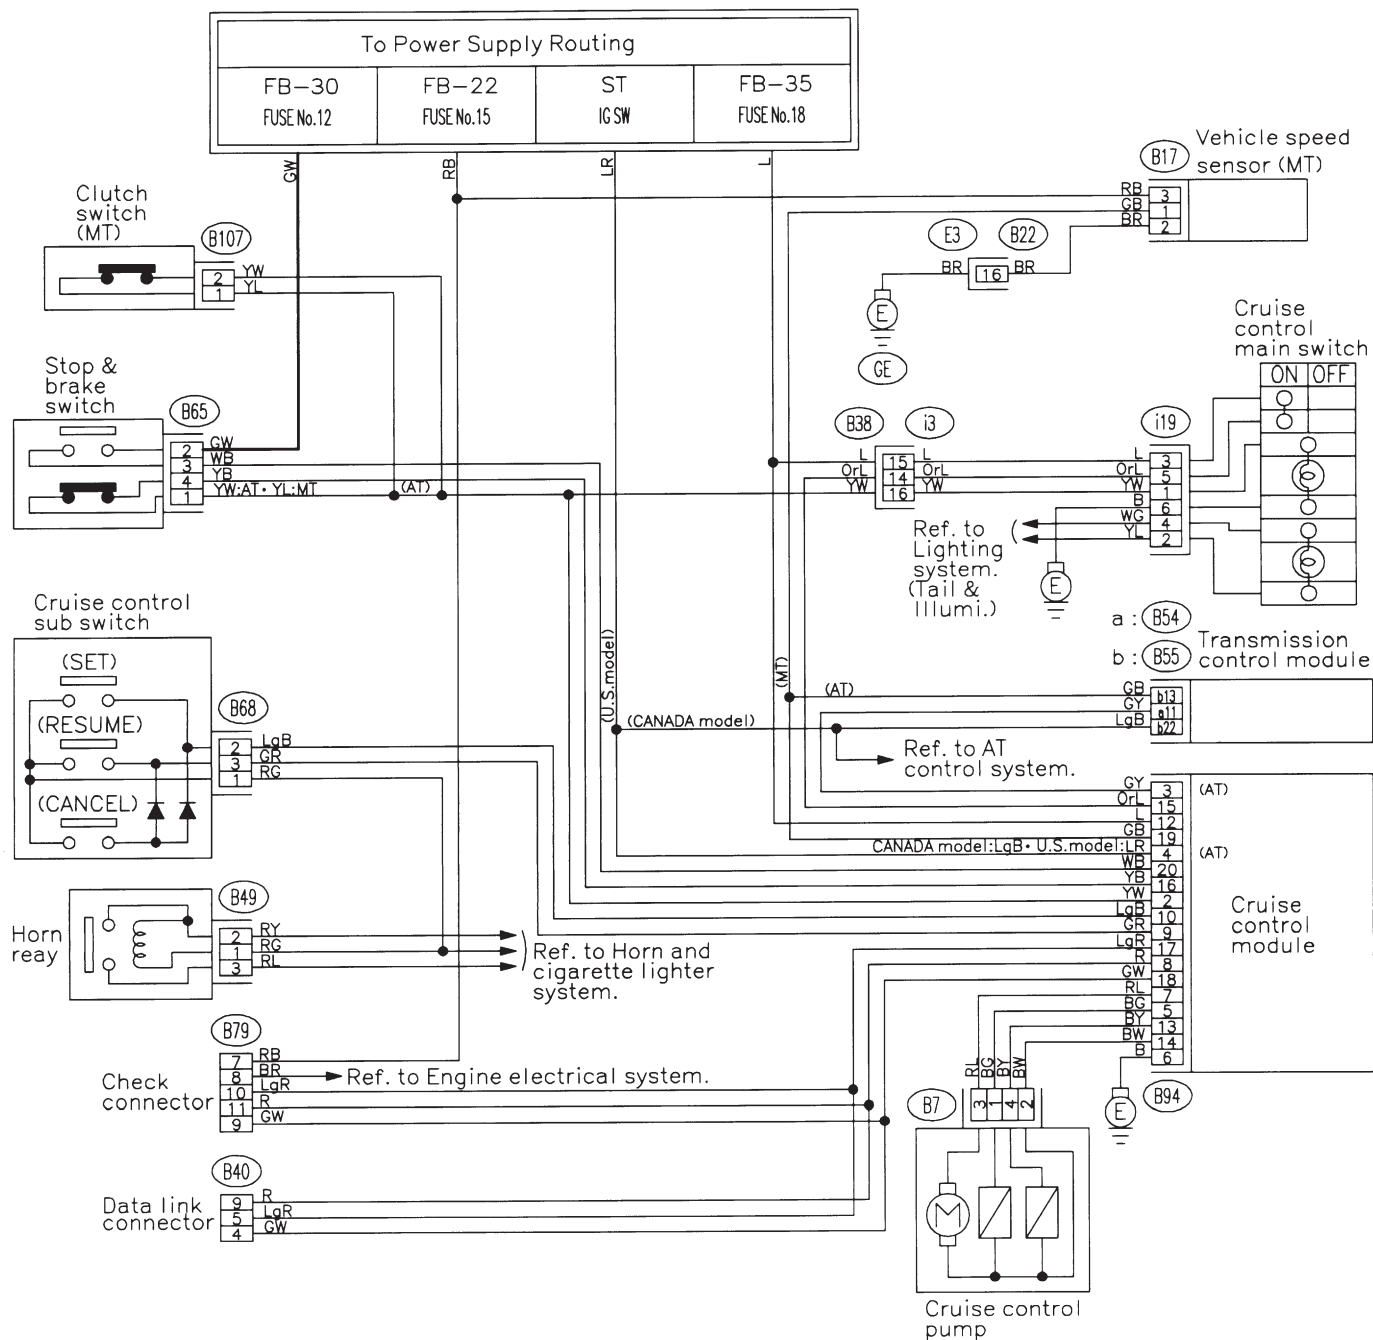 To Power Supply Routing
FB-30
FB-22
ST
FB-35
FUSE No.12
FUSE No.15
IG SW
FUSE No.18
GW
RB
LR
L
B17
Vehicle speed
sensor (MT)
RB
3
GB
1
BR
2
E3
B22
BR
16
BR
E
GE
Clutch
switch
(MT)
B107
2
YW
1
YL
Stop &
brake
switch
B65
2
GW
3
WB
4
YB
1
YW:AT・YL:MT
(AT)
Cruise
control
main switch
ON
OFF
B38
i3
i19
L
15
L
L
3
OrL
14
OrL
OrL
5
YW
16
YW
YW
1
B
6
WG
4
YL
2
Ref. to
Lighting
system.
(Tail &
Illumi.)
E
a : B54
b : B55
Transmission
control module
(U.S.model)
(MT)
(AT)
(CANADA model)
GB
b13
GY
a11
LgB
b22
Ref. to AT
control system.
Cruise control
sub switch
(SET)
(RESUME)
(CANCEL)
B68
2
LgB
3
GR
1
RG
GY
3
(AT)
OrL
15
L
12
GB
19
CANADA model:LgB・U.S.model:LR
4
(AT)
WB
20
YB
16
YW
2
LgB
10
GR
9
LgR
17
R
8
GW
18
RL
7
BG
5
BY
13
BW
14
B
6
Cruise
control
module
B94
E
Horn
reay
B49
2
RY
1
RG
3
RL
Ref. to Horn and
cigarette lighter
system.
B79
Check
connector
7
RB
8
BR
Ref. to Engine electrical system.
10
LgR
11
R
9
GW
B40
Data link
connector
9
R
5
LgR
4
GW
RL
BG
BY
BW
B7
3
1
4
2
M
Cruise control
pump